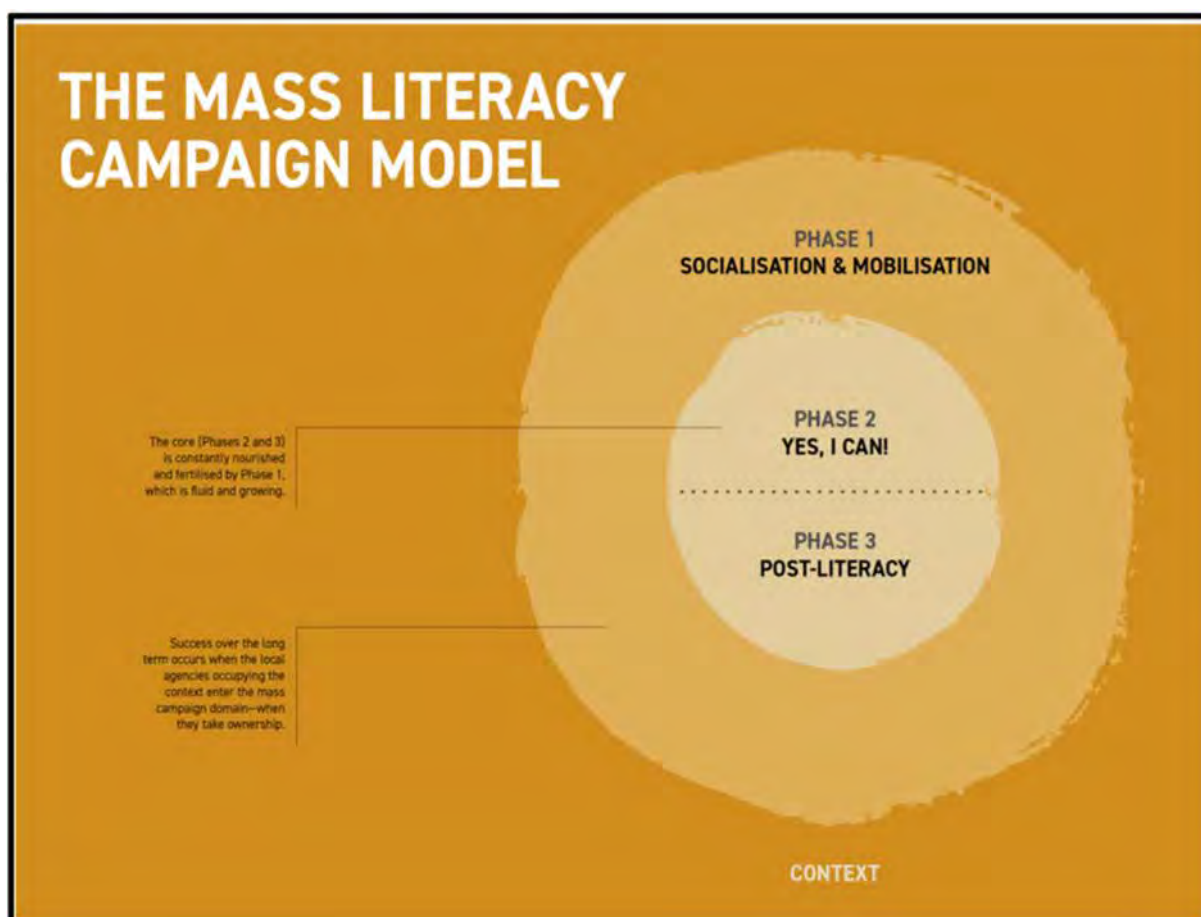 THE MASS LITERACY
CAMPAIGN MODEL
PHASE 1
SOCIALISATION & MOBILISATION
PHASE 2
YES, I CAN!
PHASE 3
POST-LITERACY
The core (Phases 2 and 3)
is constantly nourished
and fertilised by Phase 1,
which is fluid and growing.
Success over the long
term occurs when the local
agencies occupying the
context enter the mass
campaign domain—when
they take ownership.
CONTEXT